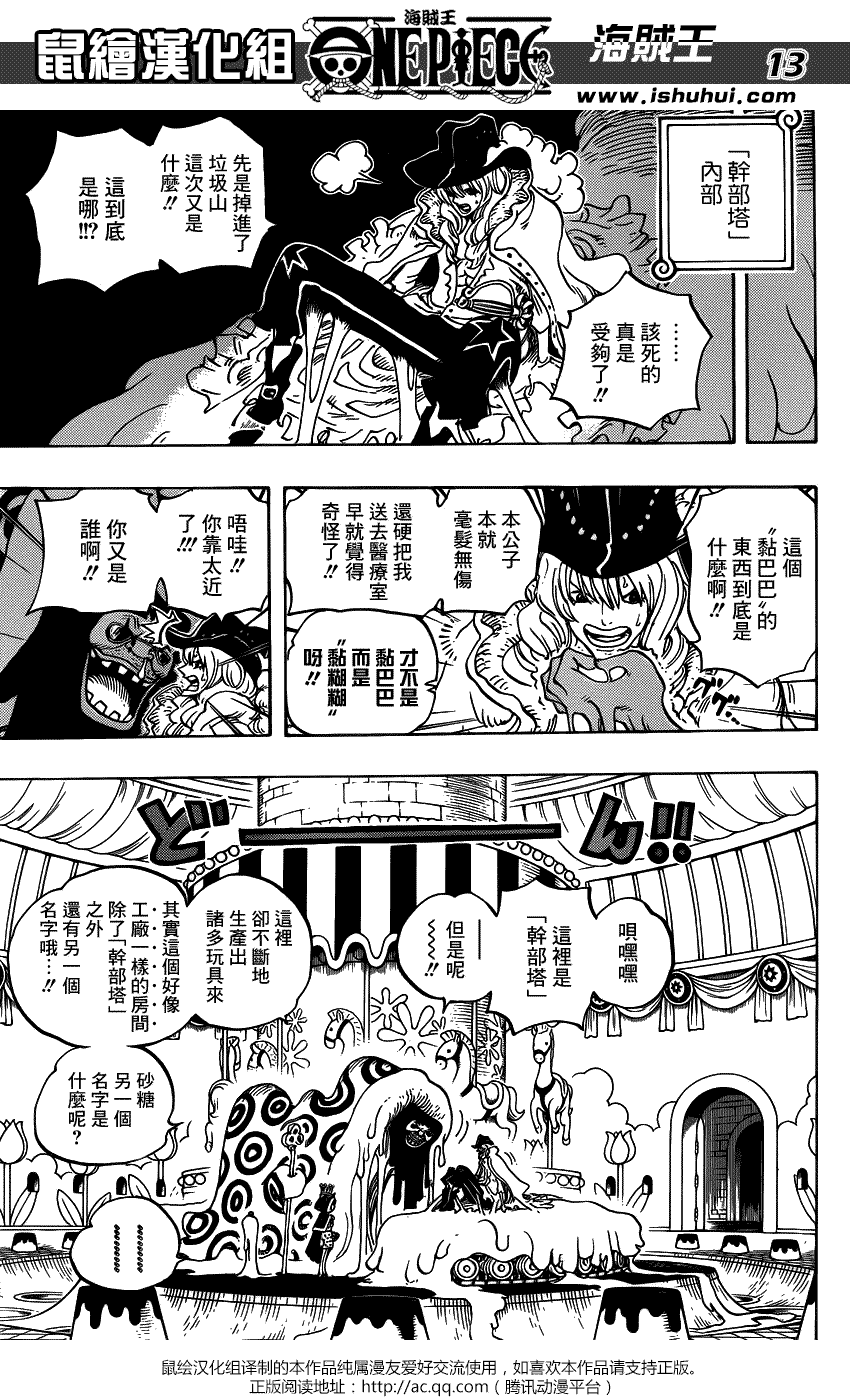 鼠繪漢化組
海賊王
ONE PIECE
海賊王
13
www.ishuhui.com
「幹部塔」
內部
……
該死的
真是
受夠了!!
先是掉進了
垃圾山
這次又是
什麼!!
這到底
是哪!!?
這個
〝黏巴巴〞的
東西到底是
什麼啊!!
本公子
本就
毫髮無傷
還硬把我
送去醫療室
早就覺得
奇怪了!!
才不是
黏巴巴
而是
〝黏糊糊〞
呀!!
ググ
唔哇!!
你靠太近
了!!!
你又是
誰啊!!
どーん!!
唄嘿嘿
這裡是
「幹部塔」
——
但是呢
~~~!!
這裡
卻不斷地
生產出
諸多玩具來
其實這個好像
工廠一樣的房間
除了「幹部塔」
之外
還有另一個
名字哦…!!
砂糖
另一個
名字是
什麼呢?
………
………
鼠绘汉化组译制的本作品纯属漫友爱好交流使用，如喜欢本作品请支持正版。
正版阅读地址：http://ac.qq.com（腾讯动漫平台）